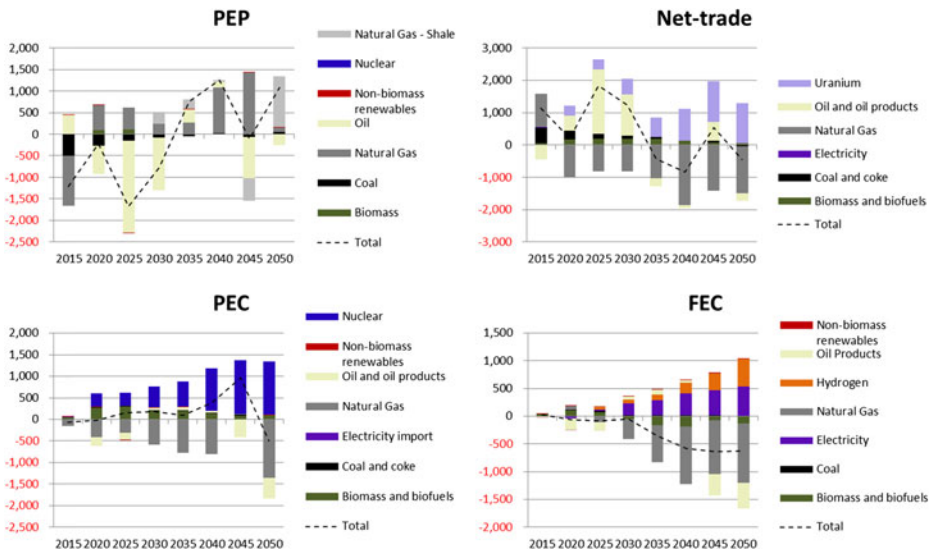 PEP
2,000
1,500
1,000
500
0
-500
-1,000
-1,500
-2,000
-2,500
2015 2020 2025 2030 2035 2040 2045 2050
Natural Gas - Shale
Nuclear
Non-biomass
renewables
Oil
Natural Gas
Coal
Biomass
Total
Net-trade
3,000
2,000
1,000
0
-1,000
-2,000
-3,000
2015 2020 2025 2030 2035 2040 2045 2050
Uranium
Oil and oil products
Natural Gas
Electricity
Coal and coke
Biomass and biofuels
Total
PEC
2,000
1,500
1,000
500
0
-500
-1,000
-1,500
-2,000
-2,500
2015 2020 2025 2030 2035 2040 2045 2050
Nuclear
Non-biomass
renewables
Oil and oil products
Natural Gas
Electricity import
Coal and coke
Biomass and biofuels
Total
FEC
1,500
1,000
500
0
-500
-1,000
-1,500
-2,000
2015 2020 2025 2030 2035 2040 2045 2050
Non-biomass
renewables
Oil Products
Hydrogen
Natural Gas
Electricity
Coal
Biomass and biofuels
Total